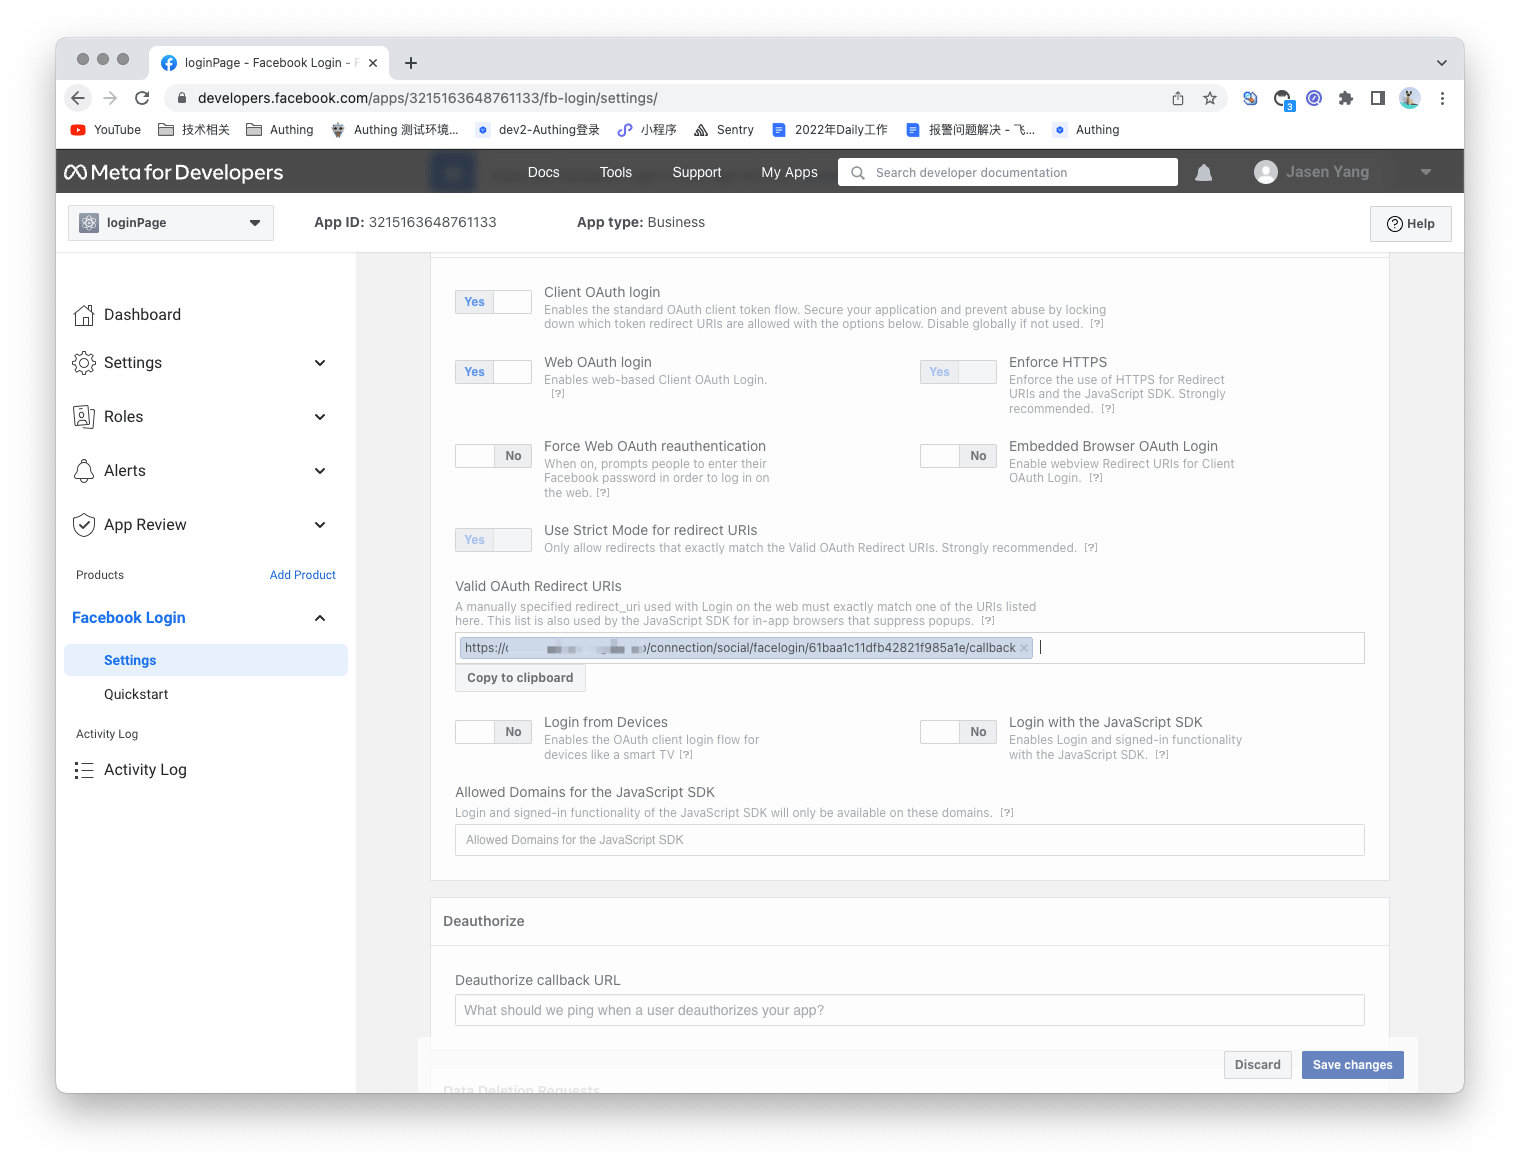 loginPage - Facebook Login - F
developers.facebook.com/apps/3215163648761133/fb-login/settings/
3
YouTube 技术相关 Authing Authing 测试环境... dev2-Authing登录 小程序 Sentry 2022年Daily工作 报警问题解决 - 飞... Authing
Meta for Developers Docs Tools Support My Apps Search developer documentation Jasen Yang
loginPage App ID: 3215163648761133 App type: Business Help
Dashboard
Settings
Roles
Alerts
App Review
Products Add Product
Facebook Login
Settings
Quickstart
Activity Log
Activity Log
Yes Client OAuth login
Enables the standard OAuth client token flow. Secure your application and prevent abuse by locking
down which token redirect URIs are allowed with the options below. Disable globally if not used. [?]
Yes Web OAuth login
Enables web-based Client OAuth Login.
[?]
Yes Enforce HTTPS
Enforce the use of HTTPS for Redirect
URIs and the JavaScript SDK. Strongly
recommended. [?]
No Force Web OAuth reauthentication
When on, prompts people to enter their
Facebook password in order to log in on
the web. [?]
No Embedded Browser OAuth Login
Enable webview Redirect URIs for Client
OAuth Login. [?]
Yes Use Strict Mode for redirect URIs
Only allow redirects that exactly match the Valid OAuth Redirect URIs. Strongly recommended. [?]
Valid OAuth Redirect URIs
A manually specified redirect_uri used with Login on the web must exactly match one of the URIs listed
here. This list is also used by the JavaScript SDK for in-app browsers that suppress popups. [?]
https:// /connection/social/facelogin/61baa1c11dfb42821f985a1e/callback
Copy to clipboard
No Login from Devices
Enables the OAuth client login flow for
devices like a smart TV [?]
No Login with the JavaScript SDK
Enables Login and signed-in functionality
with the JavaScript SDK. [?]
Allowed Domains for the JavaScript SDK
Login and signed-in functionality of the JavaScript SDK will only be available on these domains. [?]
Allowed Domains for the JavaScript SDK
Deauthorize
Deauthorize callback URL
What should we ping when a user deauthorizes your app?
Discard Save changes
Data Deletion Requests